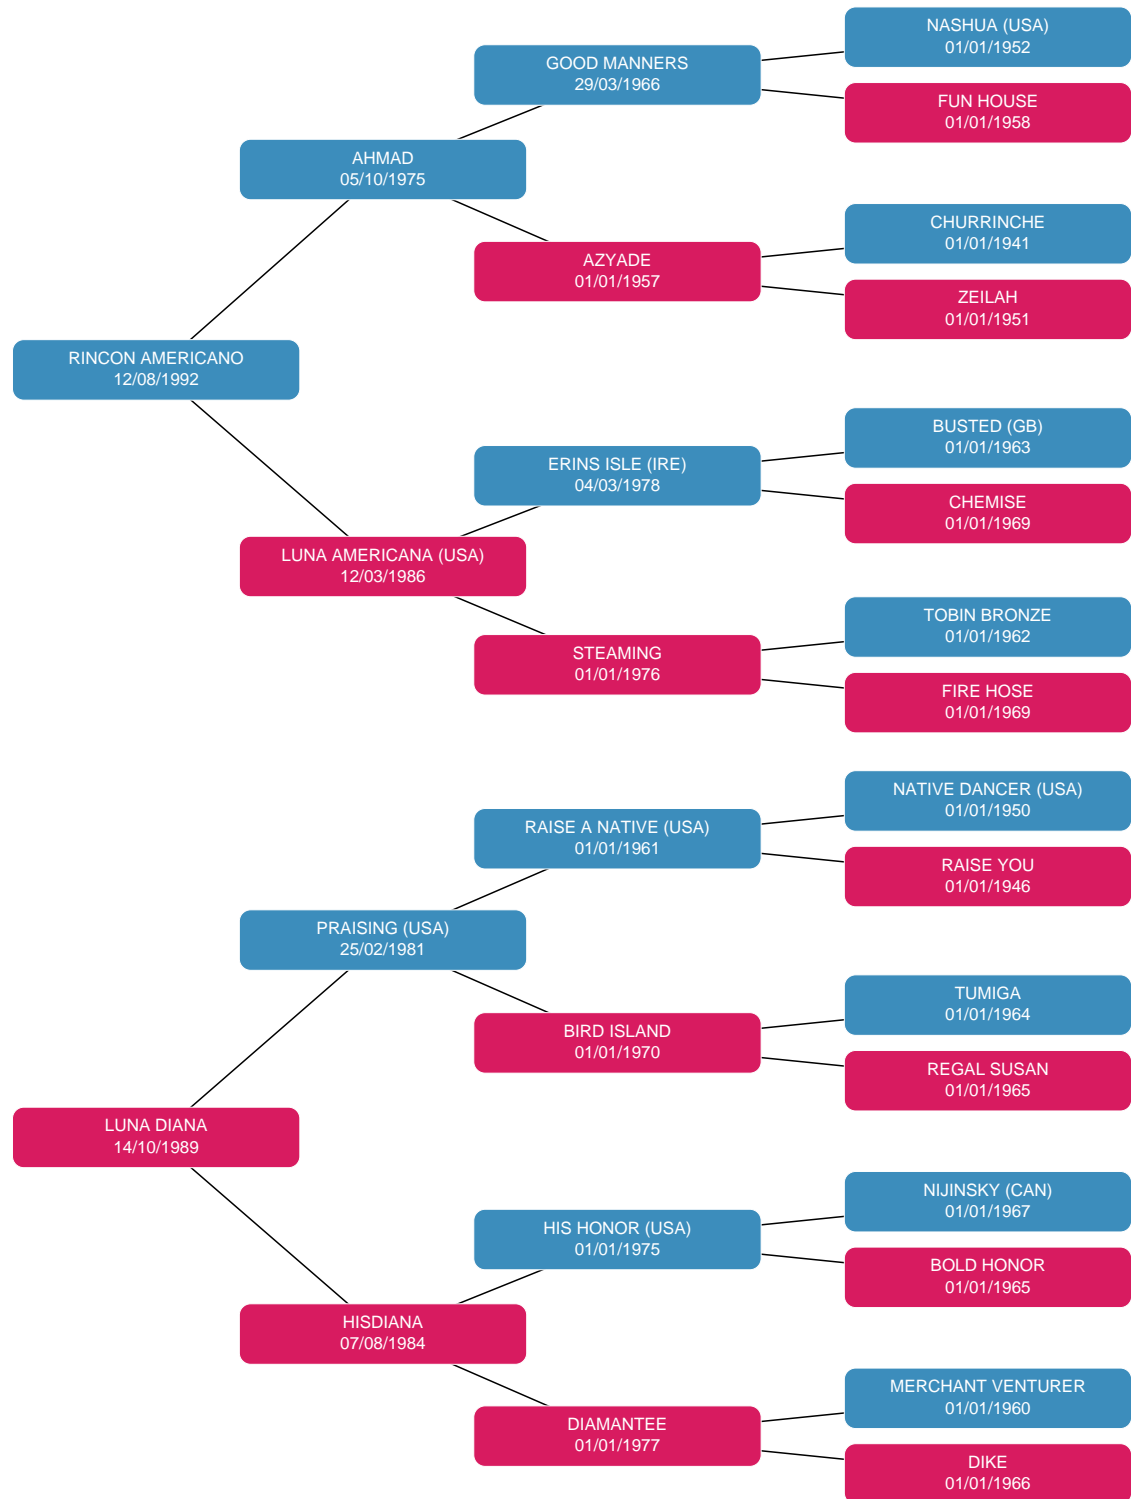 NASHUA (USA)
01/01/1952
GOOD MANNERS
29/03/1966
FUN HOUSE
01/01/1958
AHMAD
05/10/1975
CHURRINCHE
01/01/1941
AZYADE
01/01/1957
ZEILAH
01/01/1951
RINCON AMERICANO
12/08/1992
BUSTED (GB)
01/01/1963
ERINS ISLE (IRE)
04/03/1978
CHEMISE
01/01/1969
LUNA AMERICANA (USA)
12/03/1986
TOBIN BRONZE
01/01/1962
STEAMING
01/01/1976
FIRE HOSE
01/01/1969
NATIVE DANCER (USA)
01/01/1950
RAISE A NATIVE (USA)
01/01/1961
RAISE YOU
01/01/1946
PRAISING (USA)
25/02/1981
TUMIGA
01/01/1964
BIRD ISLAND
01/01/1970
REGAL SUSAN
01/01/1965
LUNA DIANA
14/10/1989
NIJINSKY (CAN)
01/01/1967
HIS HONOR (USA)
01/01/1975
BOLD HONOR
01/01/1965
HISDIANA
07/08/1984
MERCHANT VENTURER
01/01/1960
DIAMANTEE
01/01/1977
DIKE
01/01/1966